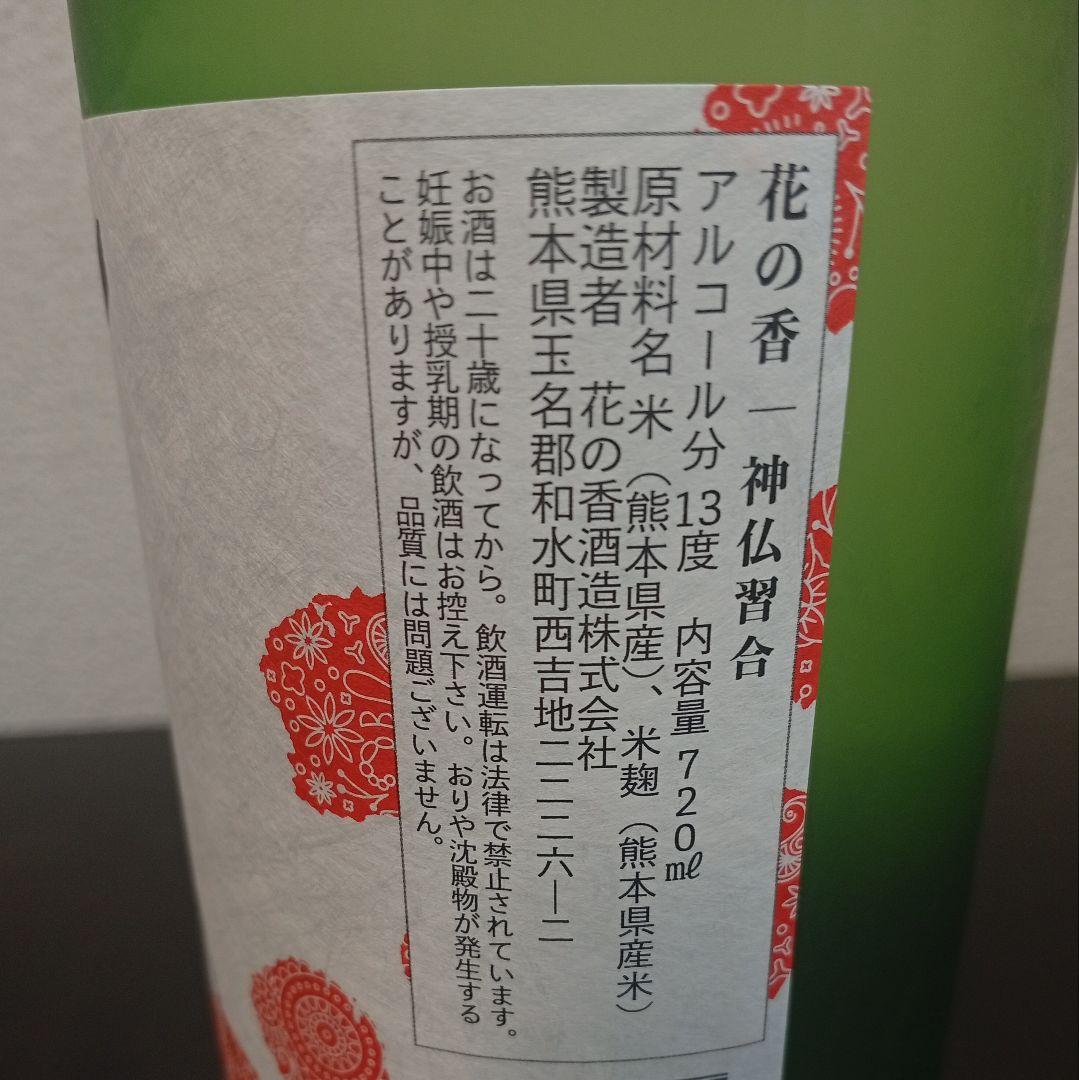 花の香 | 神仏習合
アルコール分 13度 内容量 720㎖
原材料名 米（熊本県産）、米麹（熊本県産米）
製造者 花の香酒造株式会社
熊本県玉名郡和水町西吉地二二二六―二
お酒は二十歳になってから。飲酒運転は法律で禁止されています。
妊娠中や授乳期の飲酒はお控え下さい。おりや沈殿物が発生する
ことがありますが、品質には問題ございません。